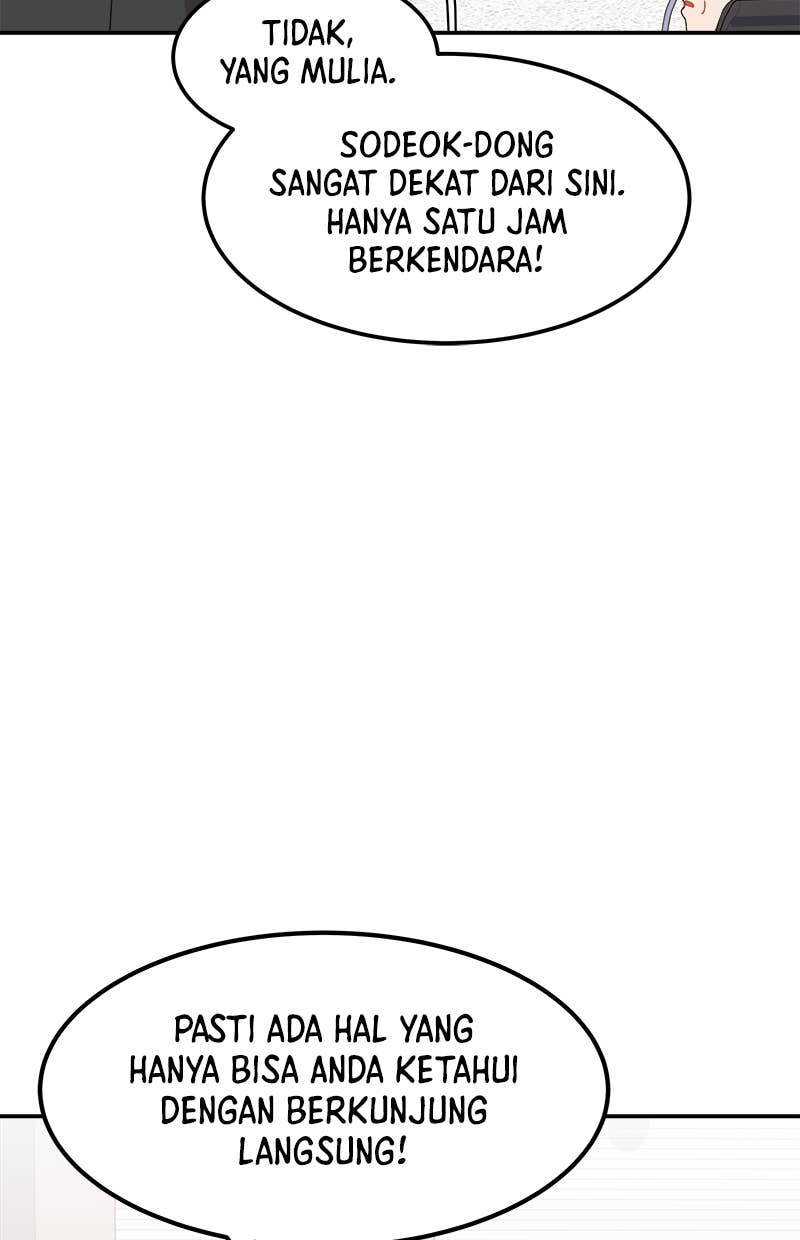 TIDAK,
YANG MULIA.
SODEOK-DONG
SANGAT DEKAT DARI SINI.
HANYA SATU JAM
BERKENDARA!
PASTI ADA HAL YANG
HANYA BISA ANDA KETAHUI
DENGAN BERKUNJUNG
LANGSUNG!